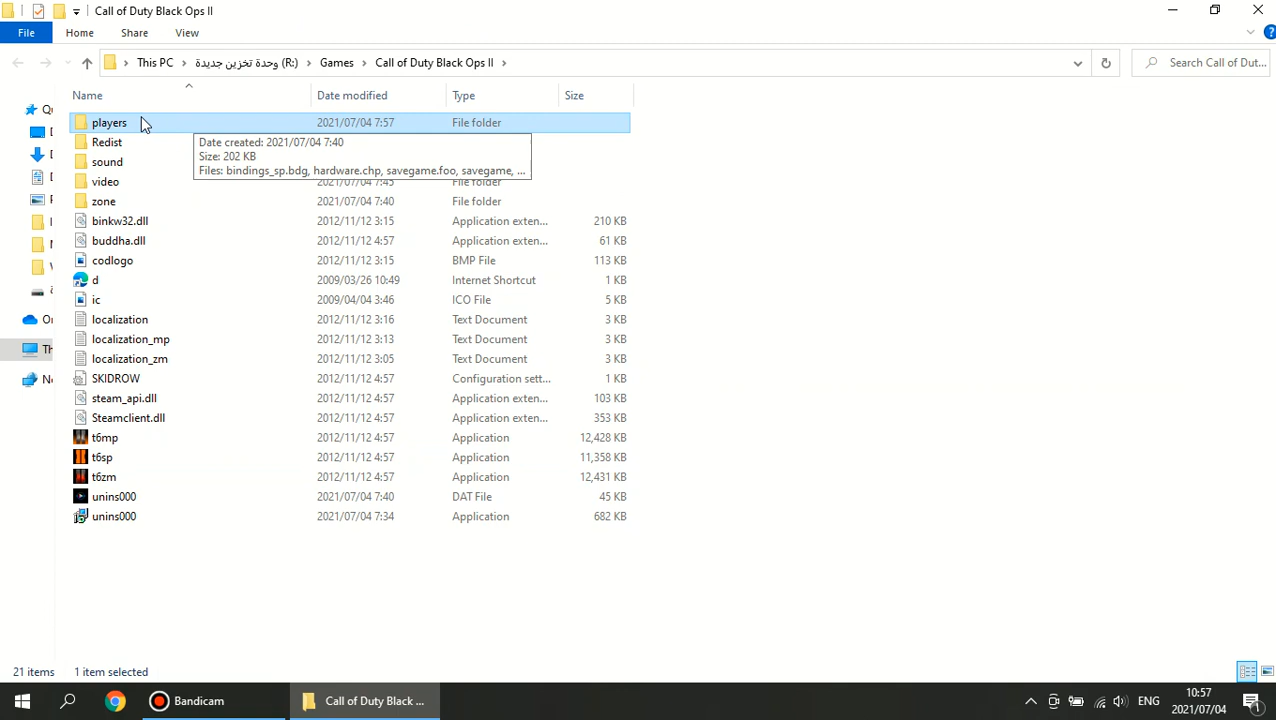 Call of Duty Black Ops II
File Home Share View
This PC وحدة تخزين جديدة (R:) Games Call of Duty Black Ops II Search Call of Dut...
Name Date modified Type Size
players 2021/07/04 7:57 File folder
Redist
Date created: 2021/07/04 7:40
Size: 202 KB
Files: bindings_sp.bdg, hardware.chp, savegame.foo, savegame, ...
sound
video 2021/07/04 7:45 File folder
zone 2021/07/04 7:40 File folder
binkw32.dll 2012/11/12 3:15 Application exten... 210 KB
buddha.dll 2012/11/12 4:57 Application exten... 61 KB
codlogo 2012/11/12 3:15 BMP File 113 KB
d 2009/03/26 10:49 Internet Shortcut 1 KB
ic 2009/04/04 3:46 ICO File 5 KB
localization 2012/11/12 3:16 Text Document 3 KB
localization_mp 2012/11/12 3:13 Text Document 3 KB
localization_zm 2012/11/12 3:05 Text Document 3 KB
SKIDROW 2012/11/12 4:57 Configuration sett... 1 KB
steam_api.dll 2012/11/12 4:57 Application exten... 103 KB
Steamclient.dll 2012/11/12 4:57 Application exten... 353 KB
t6mp 2012/11/12 4:57 Application 12,428 KB
t6sp 2012/11/12 4:57 Application 11,358 KB
t6zm 2012/11/12 4:57 Application 12,431 KB
unins000 2021/07/04 7:40 DAT File 45 KB
unins000 2021/07/04 7:34 Application 682 KB
21 items 1 item selected
Bandicam Call of Duty Black ... ENG 10:57
2021/07/04